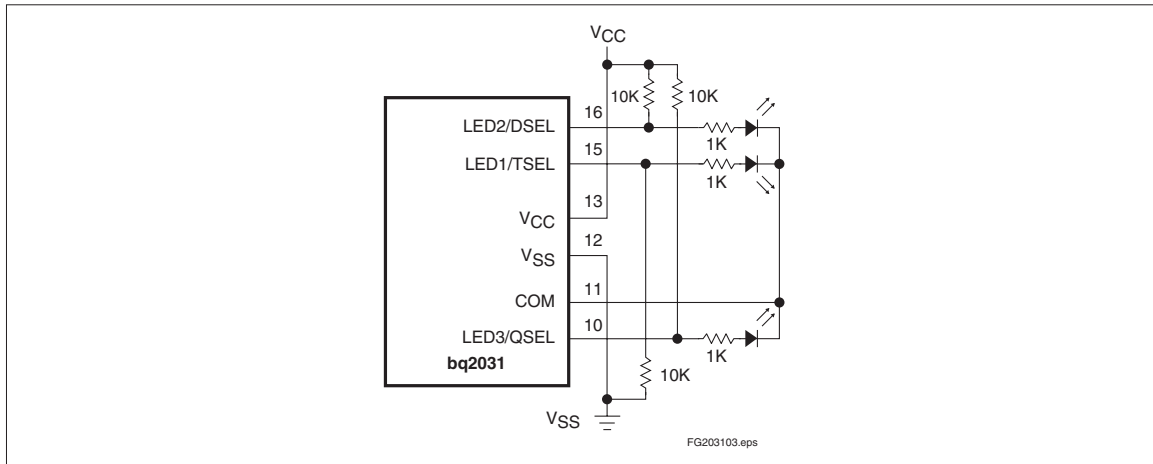 VCC
10K 10K
16
LED2/DSEL
1K
15
LED1/TSEL
1K
13
VCC
12
VSS
11
COM
10
LED3/QSEL
1K
bq2031
10K
VSS
FG203103.eps